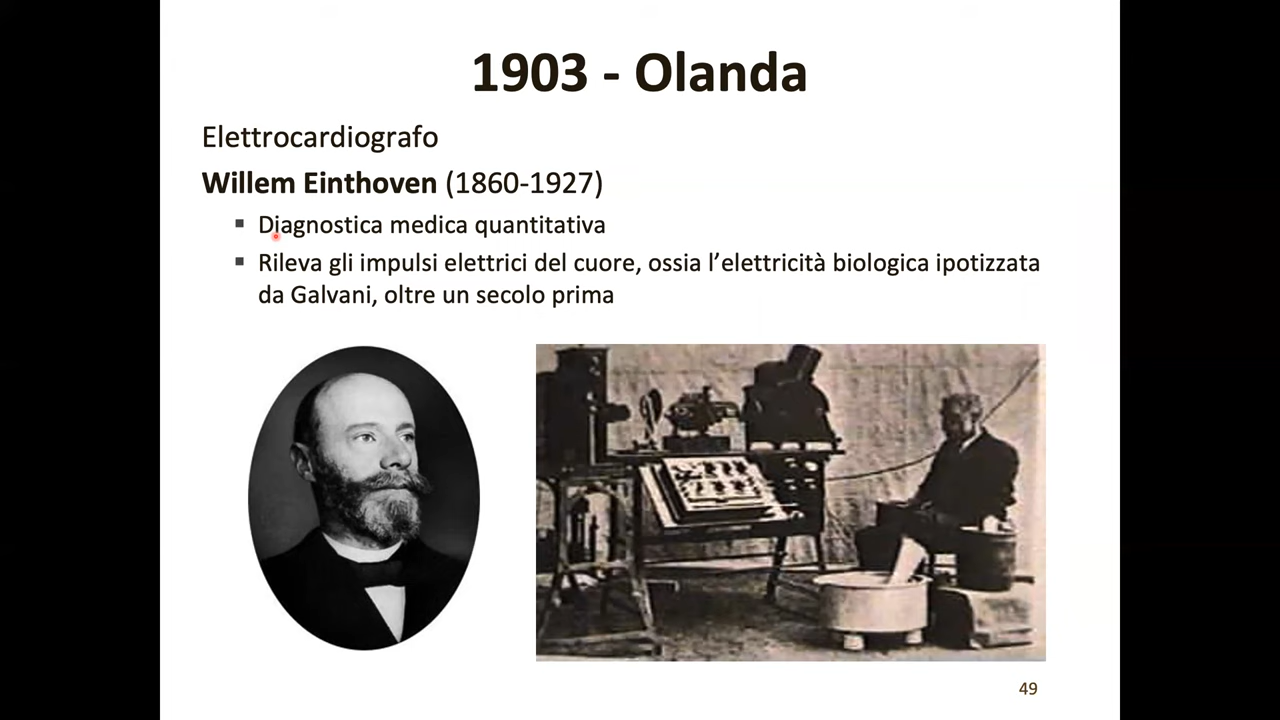 1903 - Olanda
Elettrocardiografo
Willem Einthoven (1860-1927)
Diagnostica medica quantitativa
Rileva gli impulsi elettrici del cuore, ossia l’elettricità biologica ipotizzata
da Galvani, oltre un secolo prima
49